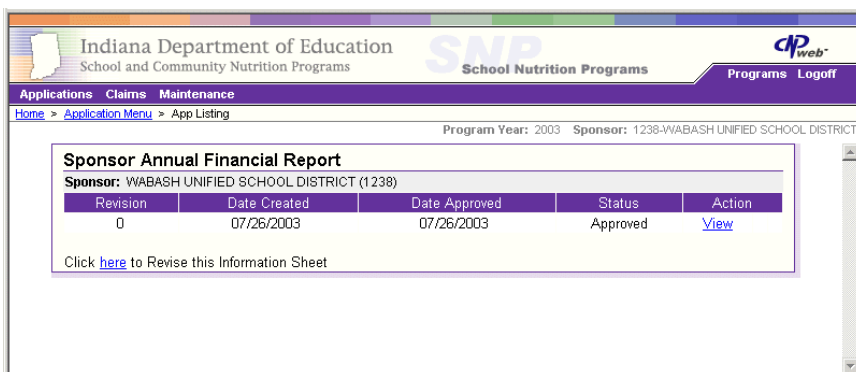 Indiana Department of Education
School and Community Nutrition Programs
SNP
School Nutrition Programs
CNPweb
Programs Logoff
Applications Claims Maintenance
Home > Application Menu > App Listing
Program Year: 2003 Sponsor: 1238-WABASH UNIFIED SCHOOL DISTRICT
Sponsor Annual Financial Report
Sponsor: WABASH UNIFIED SCHOOL DISTRICT (1238)
Revision Date Created Date Approved Status Action
0 07/26/2003 07/26/2003 Approved View
Click here to Revise this Information Sheet